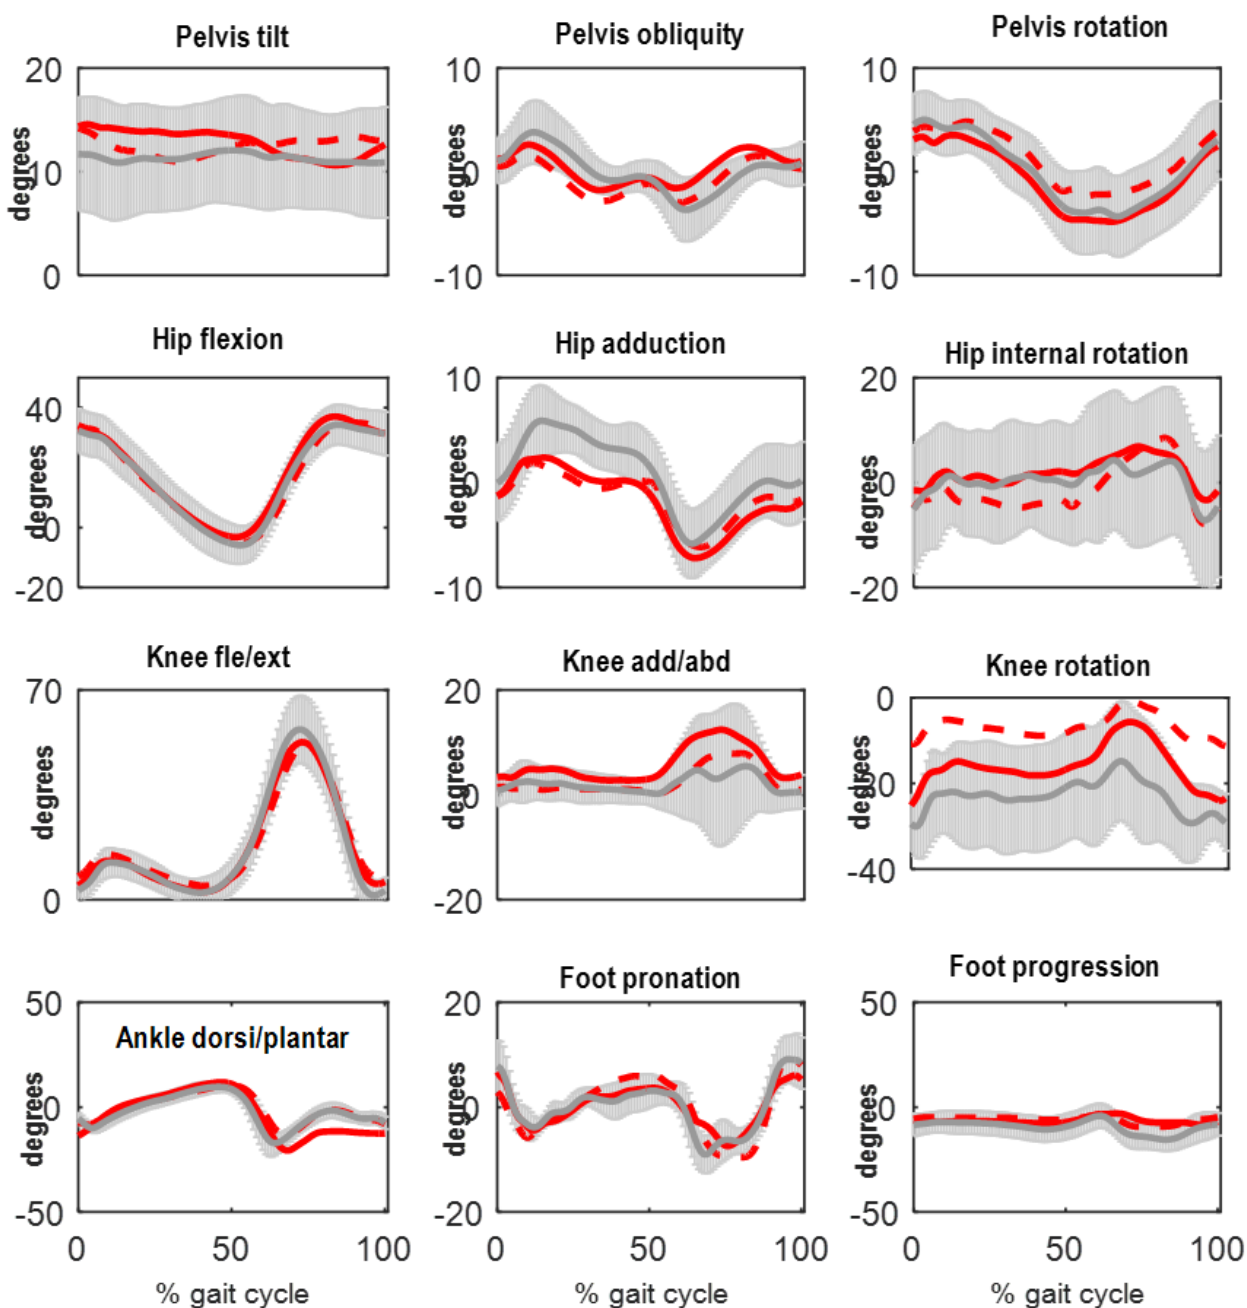 Pelvis tilt
Pelvis obliquity
Pelvis rotation
20
10
0
degrees
10
0
-10
degrees
10
0
-10
degrees
Hip flexion
Hip adduction
Hip internal rotation
40
0
-20
degrees
10
0
-10
degrees
20
0
-20
degrees
Knee fle/ext
Knee add/abd
Knee rotation
70
0
degrees
20
0
-20
degrees
0
-20
-40
degrees
Ankle dorsi/plantar
Foot pronation
Foot progression
50
0
-50
degrees
20
0
-20
degrees
50
0
-50
degrees
0 50 100
0 50 100
0 50 100
% gait cycle
% gait cycle
% gait cycle